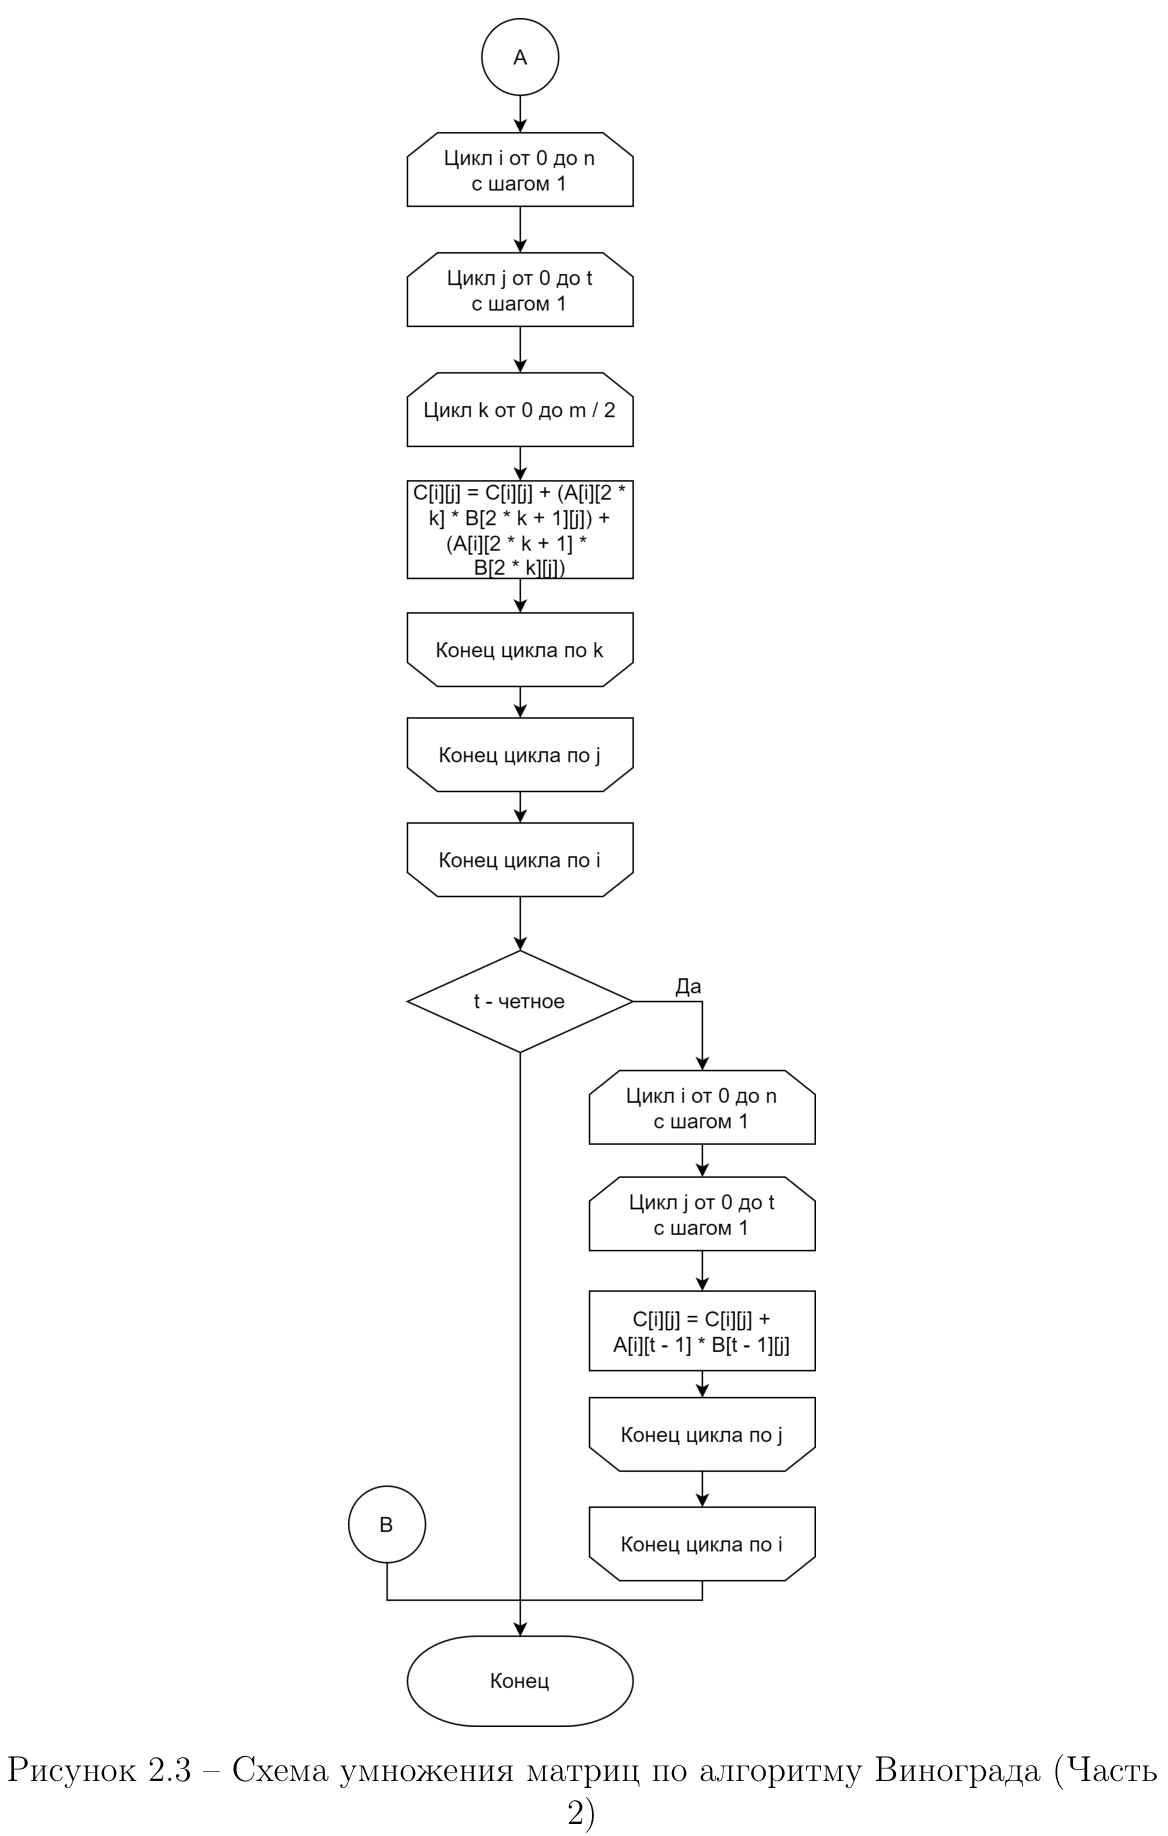 A
Цикл i от 0 до n
с шагом 1
Цикл j от 0 до t
с шагом 1
Цикл k от 0 до m / 2
C[i][j] = C[i][j] + (A[i][2 *
k] * B[2 * k + 1][j]) +
(A[i][2 * k + 1] *
B[2 * k][j])
Конец цикла по k
Конец цикла по j
Конец цикла по i
t - четное
Да
Цикл i от 0 до n
с шагом 1
Цикл j от 0 до t
с шагом 1
C[i][j] = C[i][j] +
A[i][t - 1] * B[t - 1][j]
Конец цикла по j
B
Конец цикла по i
Конец
Рисунок 2.3 – Схема умножения матриц по алгоритму Винограда (Часть
2)